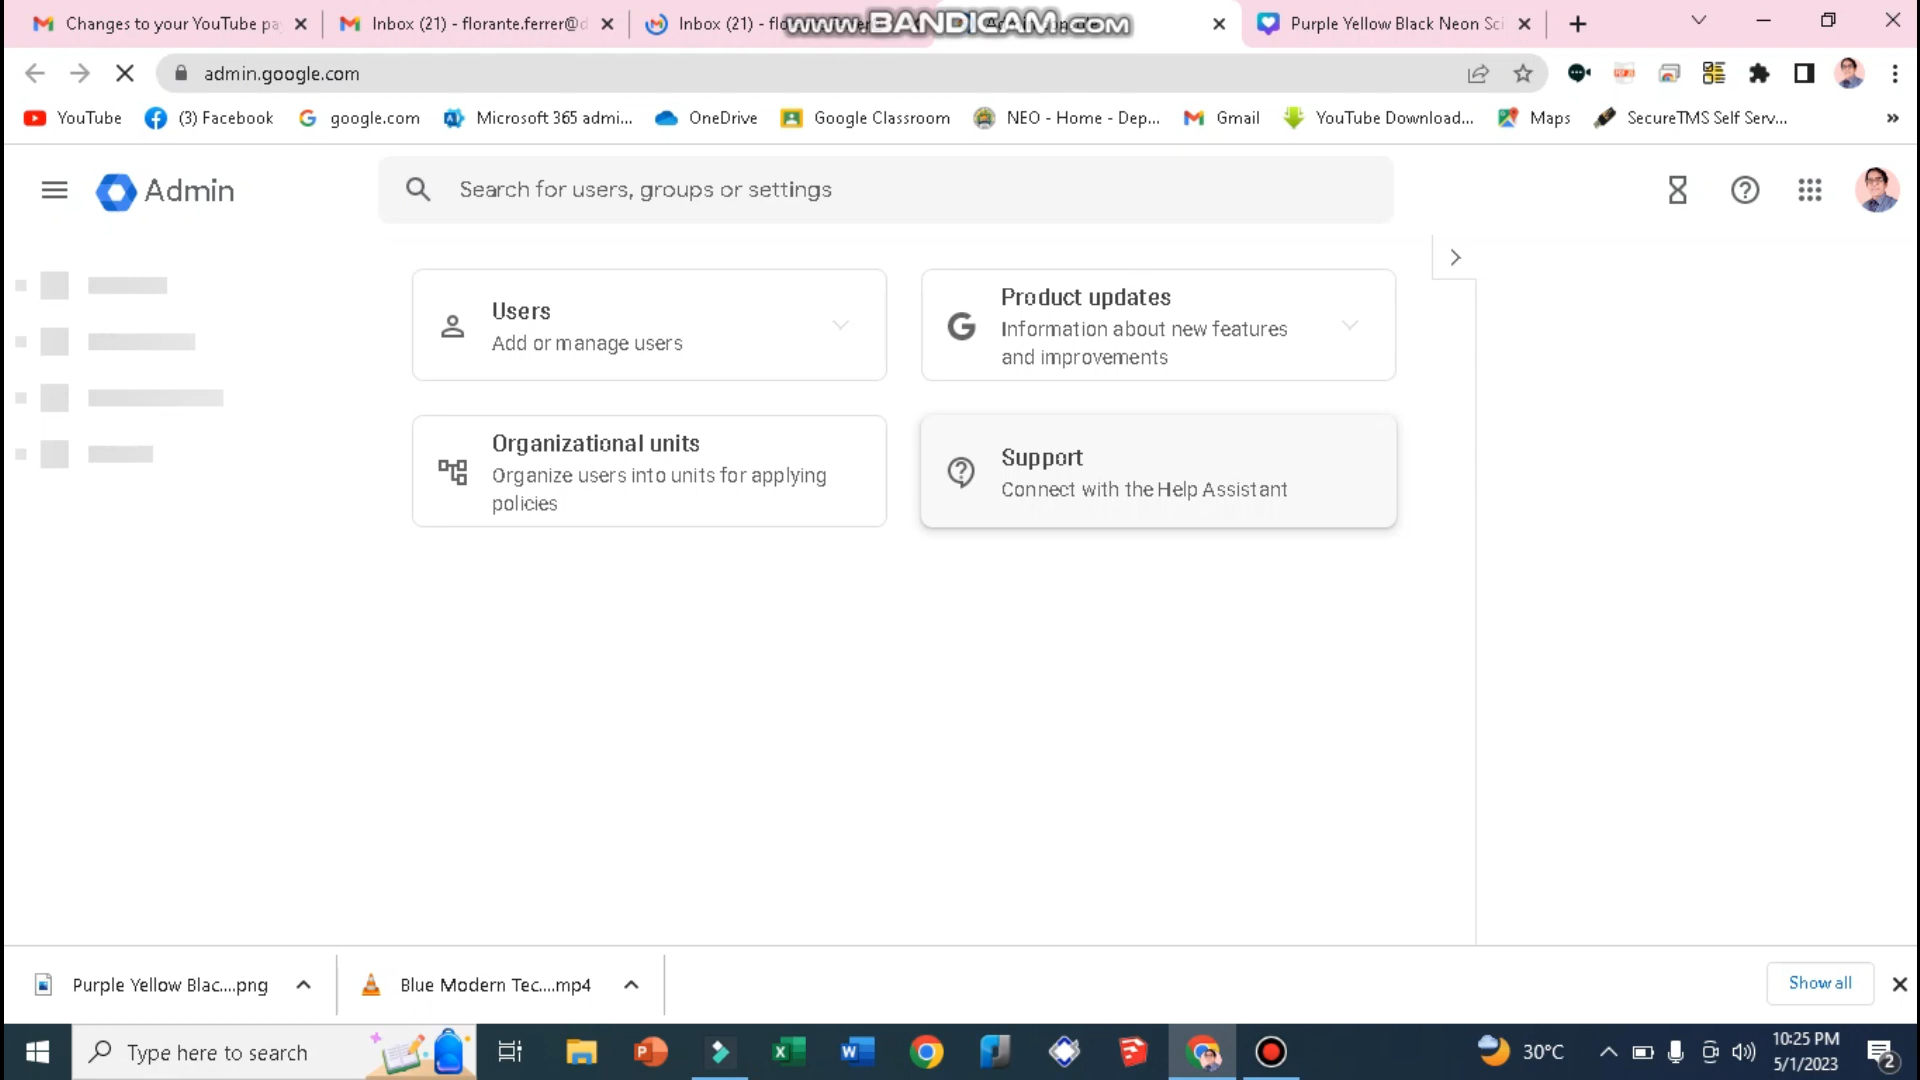 Changes to your YouTube pa
Inbox (21) - florante.ferrer@d
Inbox (21) - flo
www.BANDICAM.com
Purple Yellow Black Neon Sci
admin.google.com
YouTube
(3) Facebook
google.com
Microsoft 365 admi...
OneDrive
Google Classroom
NEO - Home - Dep...
Gmail
YouTube Download...
Maps
SecureTMS Self Serv...
»
Admin
Search for users, groups or settings
Users
Add or manage users
Product updates
Information about new features
and improvements
Organizational units
Organize users into units for applying
policies
Support
Connect with the Help Assistant
Purple Yellow Blac....png
Blue Modern Tec....mp4
Show all
Type here to search
30°C
10:25 PM
5/1/2023
2